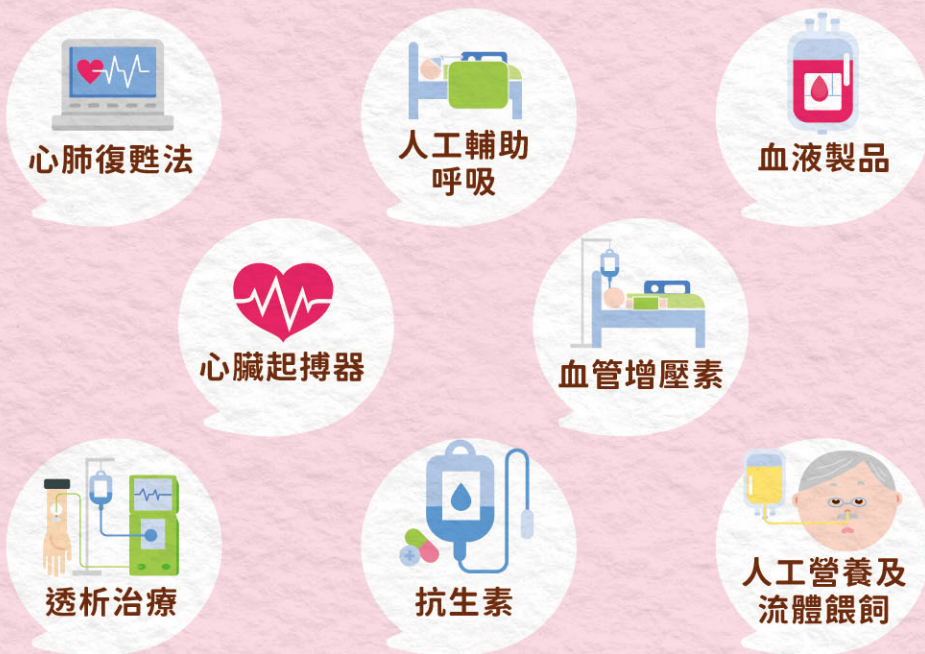 心肺復甦法
人工輔助
呼吸
血液製品
心臟起搏器
血管增壓素
透析治療
抗生素
人工營養及
流體餵飼